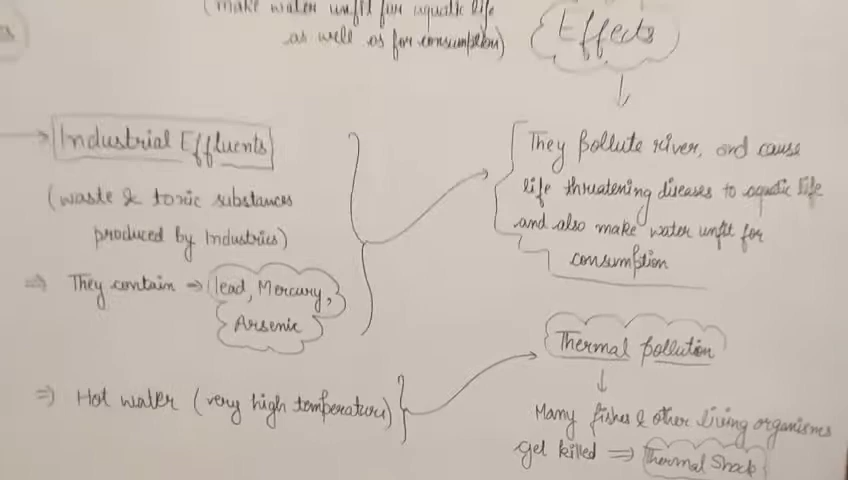 (make water unfit for aquatic life
as well as for consumption)
Effects
Industrial Effluents
(waste & toxic substances
produced by Industries)
⇒ They contain → lead, Mercury,
Arsenic
They pollute river, and cause
life threatening diseases to aquatic life
and also make water unfit for
consumption
⇒ Hot water (very high temperature)
Thermal pollution
Many fishes & other living organisms
get killed ⇒ Thermal Shock